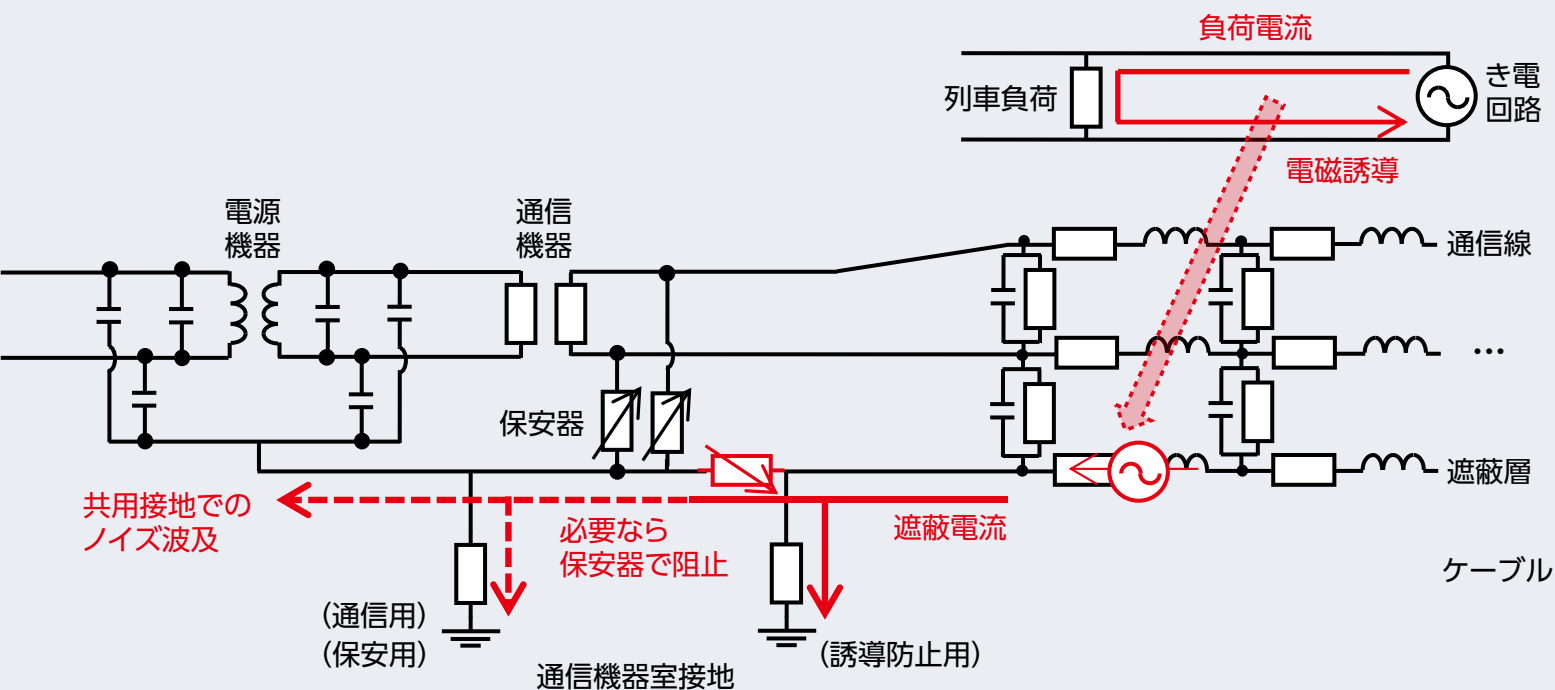 負荷電流
列車負荷
き電
回路
電磁誘導
電源
機器
通信
機器
通信線
…
保安器
遮蔽層
共用接地での
ノイズ波及
必要なら
保安器で阻止
遮蔽電流
ケーブル
(通信用)
(保安用)
(誘導防止用)
通信機器室接地